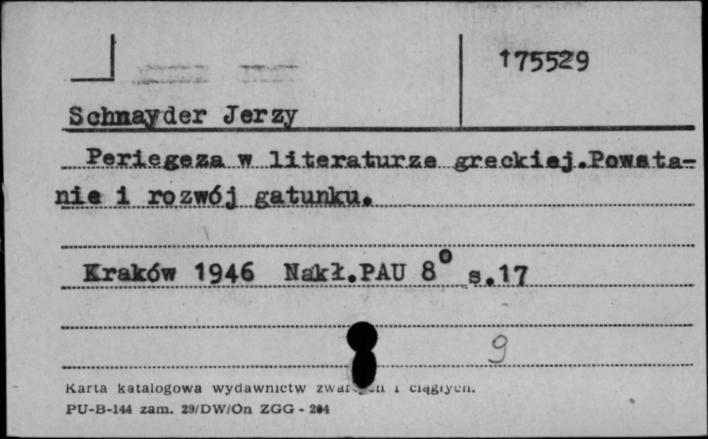 175529
Schnayder Jerzy
Periegeza w literaturze greckiej.Powsta-
nie i rozwój gatunku.
Kraków 1946 Nakł.PAU 8° s.17
9
Karta katalogowa wydawnictw i ciągłych.
PU-B-144 zam. 29/DW/On ZGG - 204